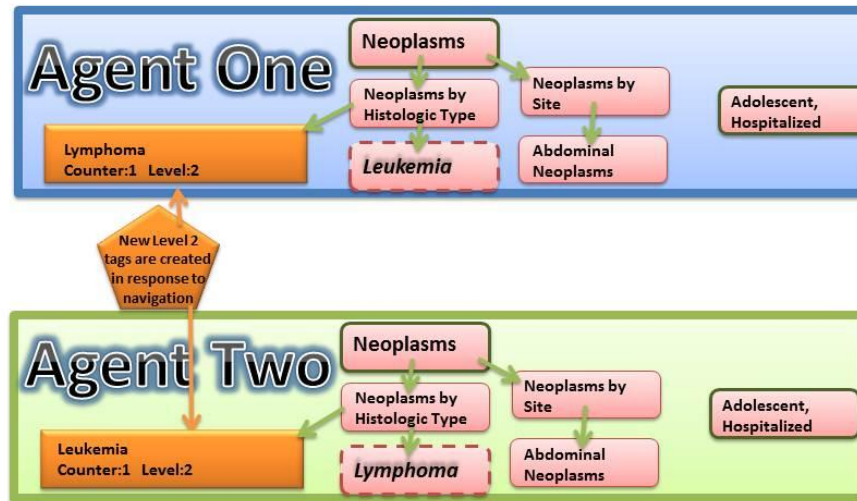 Agent One
Neoplasms
Neoplasms by
Histologic Type
Neoplasms by
Site
Adolescent,
Hospitalized
Lymphoma
Counter:1 Level:2
Leukemia
Abdominal
Neoplasms
New Level 2
tags are created
in response to
navigation
Agent Two
Neoplasms
Neoplasms by
Histologic Type
Neoplasms by
Site
Adolescent,
Hospitalized
Leukemia
Counter:1 Level:2
Lymphoma
Abdominal
Neoplasms